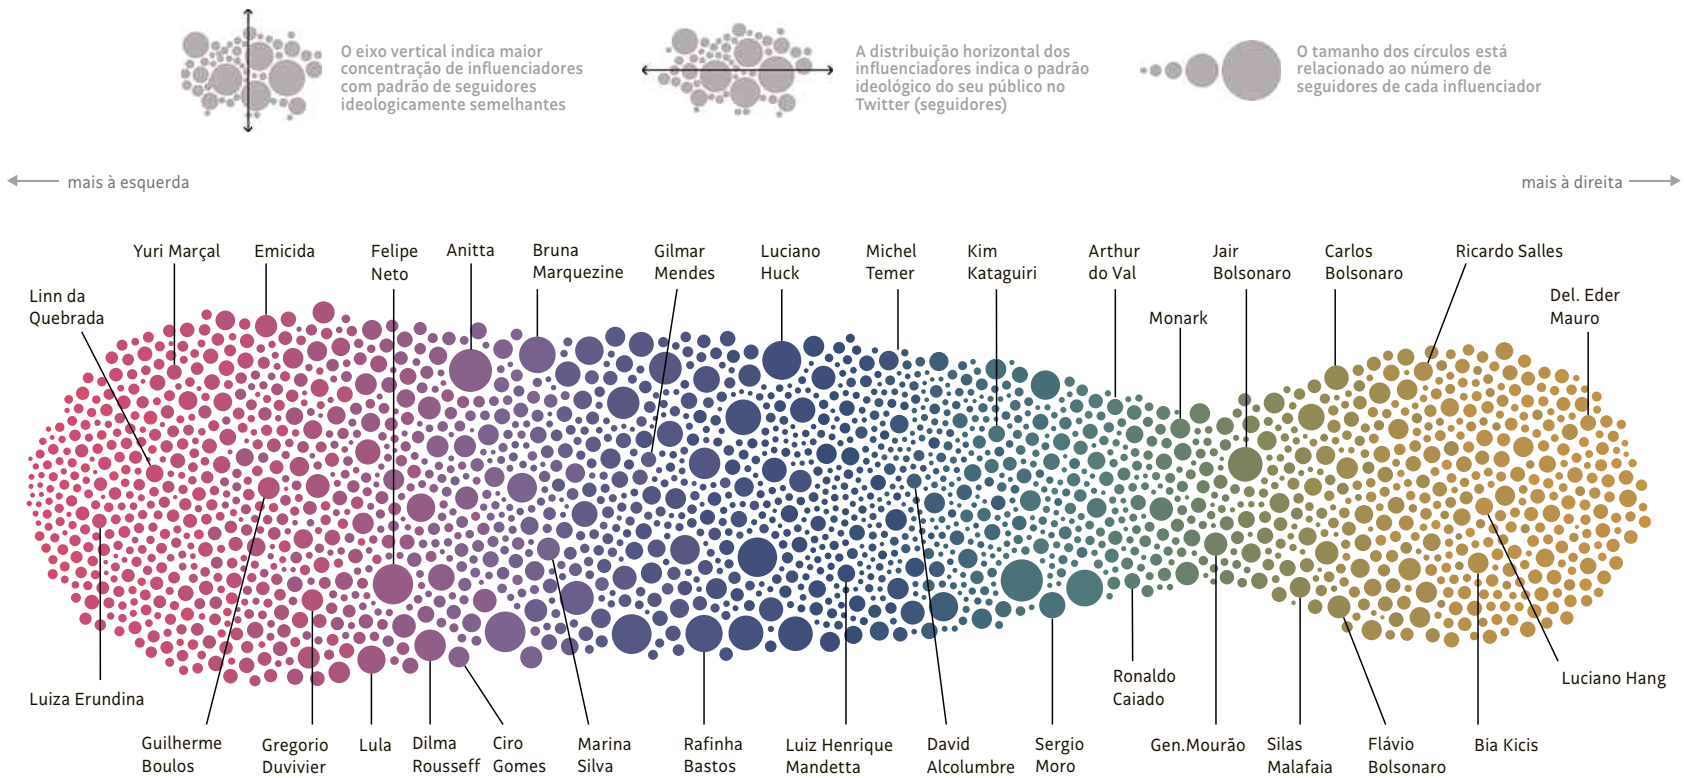 O eixo vertical indica maior
concentração de influenciadores
com padrão de seguidores
ideologicamente semelhantes
A distribuição horizontal dos
influenciadores indica o padrão
ideológico do seu público no
Twitter (seguidores)
O tamanho dos círculos está
relacionado ao número de
seguidores de cada influenciador
mais à esquerda
mais à direita
Yuri Marçal
Emicida
Felipe
Neto
Anitta
Bruna
Marquezine
Gilmar
Mendes
Luciano
Huck
Michel
Temer
Kim
Kataguiri
Arthur
do Val
Jair
Bolsonaro
Carlos
Bolsonaro
Ricardo Salles
Linn da
Quebrada
Monark
Del. Eder
Mauro
Luiza Erundina
Ronaldo
Caiado
Luciano Hang
Guilherme
Boulos
Gregorio
Duvivier
Lula
Dilma
Rousseff
Ciro
Gomes
Marina
Silva
Rafinha
Bastos
Luiz Henrique
Mandetta
David
Alcolumbre
Sergio
Moro
Gen.Mourão
Silas
Malafaia
Flávio
Bolsonaro
Bia Kicis